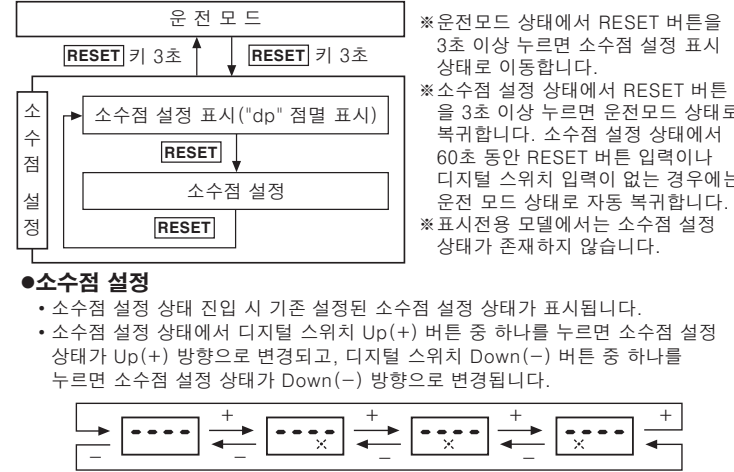 운 전 모 드
RESET 키 3초
RESET 키 3초
소수점 설정
소수점 설정 표시("dp" 점멸 표시)
RESET
소수점 설정
RESET
※운전모드 상태에서 RESET 버튼을
3초 이상 누르면 소수점 설정 표시
상태로 이동합니다.
※소수점 설정 상태에서 RESET 버튼
을 3초 이상 누르면 운전모드 상태로
복귀합니다. 소수점 설정 상태에서
60초 동안 RESET 버튼 입력이나
디지털 스위치 입력이 없는 경우에는
운전 모드 상태로 자동 복귀합니다.
※표시전용 모델에서는 소수점 설정
상태가 존재하지 않습니다.
●소수점 설정
• 소수점 설정 상태 진입 시 기존 설정된 소수점 설정 상태가 표시됩니다.
• 소수점 설정 상태에서 디지털 스위치 Up(+) 버튼 중 하나를 누르면 소수점 설정
상태가 Up(+) 방향으로 변경되고, 디지털 스위치 Down(-) 버튼 중 하나를
누르면 소수점 설정 상태가 Down(-) 방향으로 변경됩니다.
+ + + +
- - - -